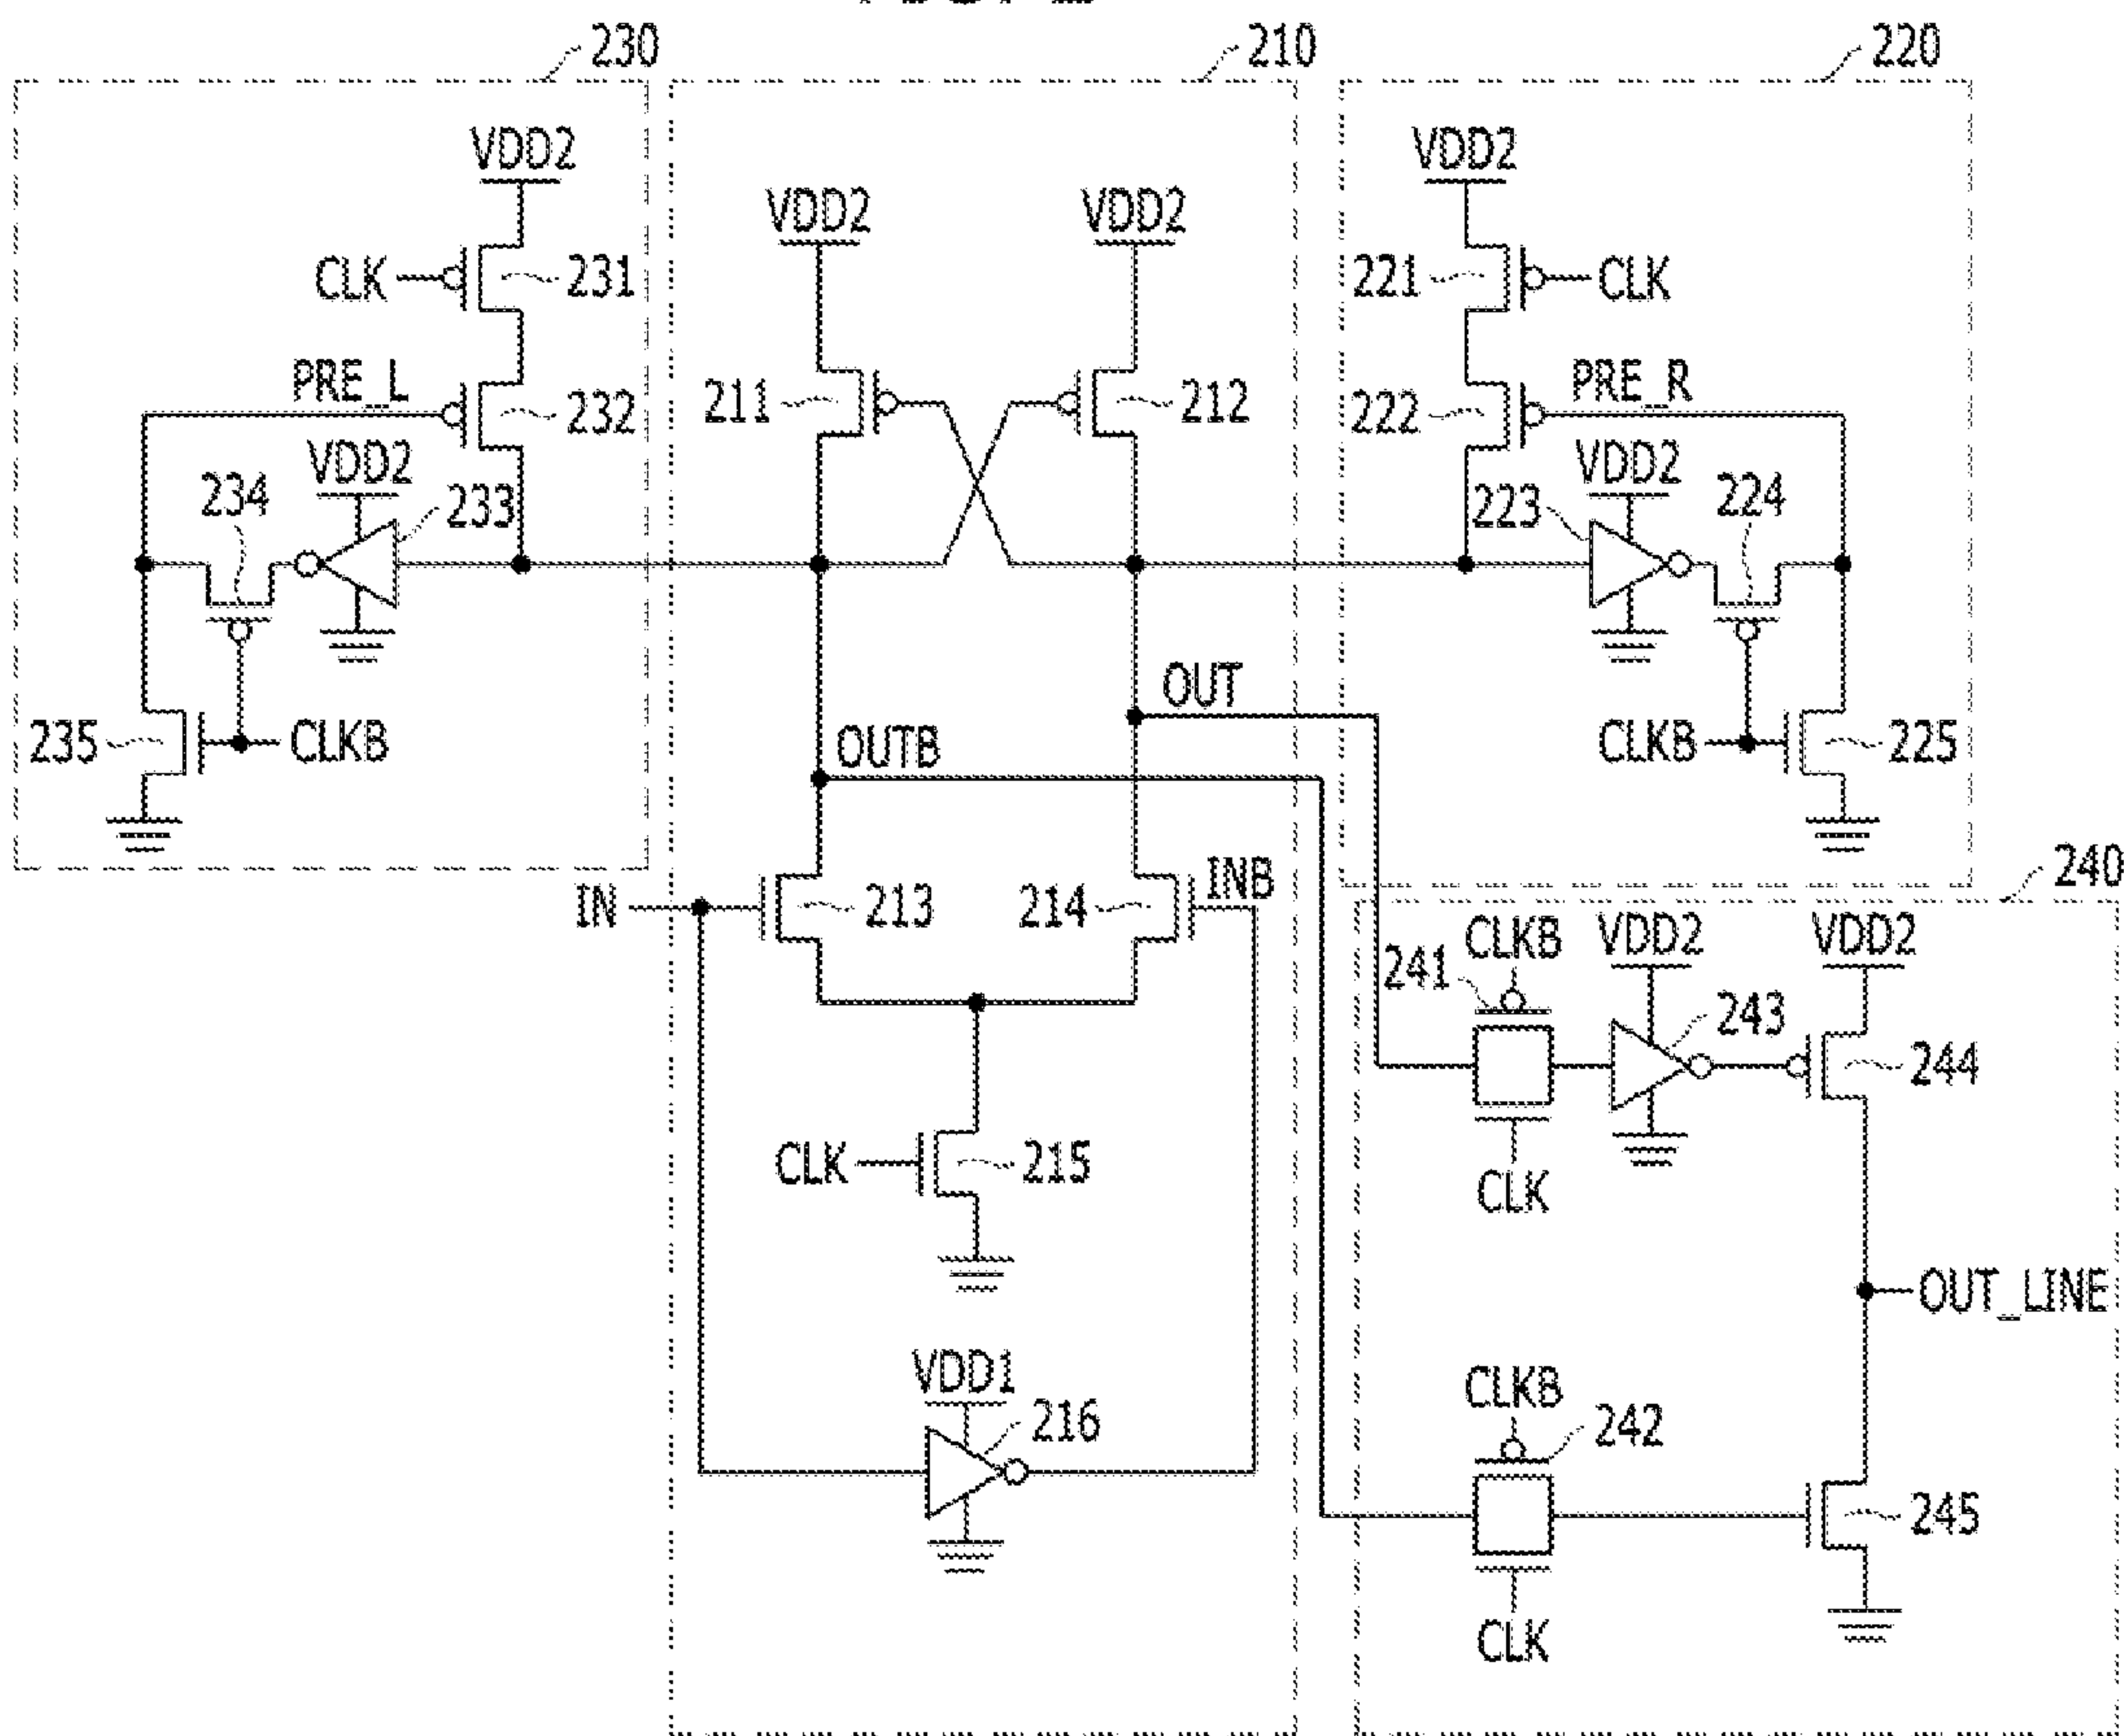 230
210
220
VDD2
VDD2
VDD2
VDD2
CLK
231
221
CLK
PRE_L
232
211
212
222
PRE_R
VDD2
VDD2
234
233
223
224
OUT
235
CLKB
OUTB
CLKB
225
240
IN
213
214
INB
CLKB
VDD2
VDD2
241
243
244
CLK
215
CLK
OUT_LINE
VDD1
216
CLKB
242
245
CLK